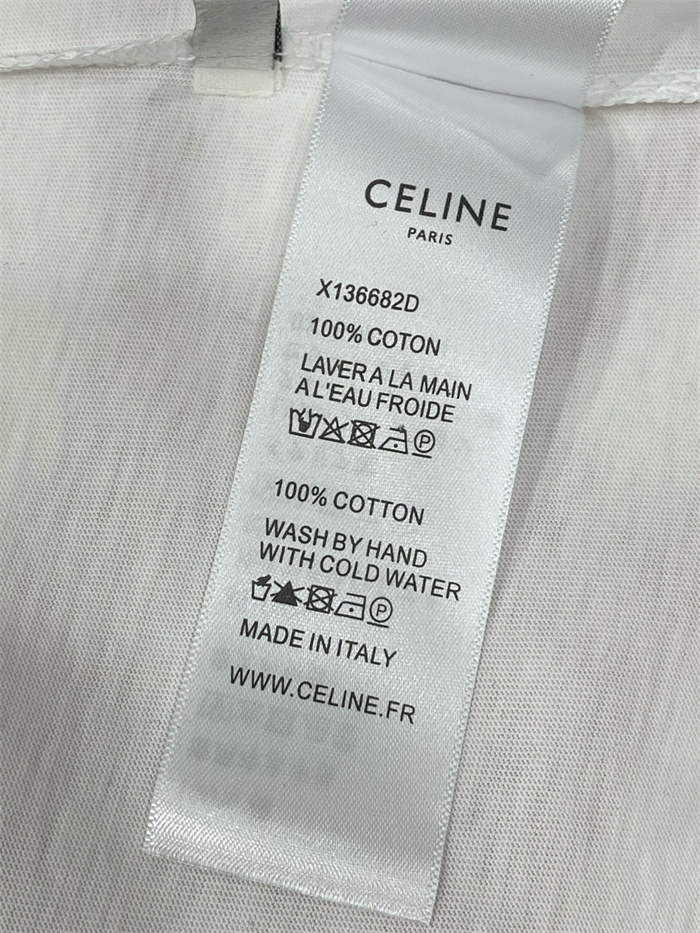 CELINE
PARIS
X136682D
100% COTON
LAVER A LA MAIN
A L'EAU FROIDE
P
100% COTTON
WASH BY HAND
WITH COLD WATER
P
MADE IN ITALY
WWW.CELINE.FR